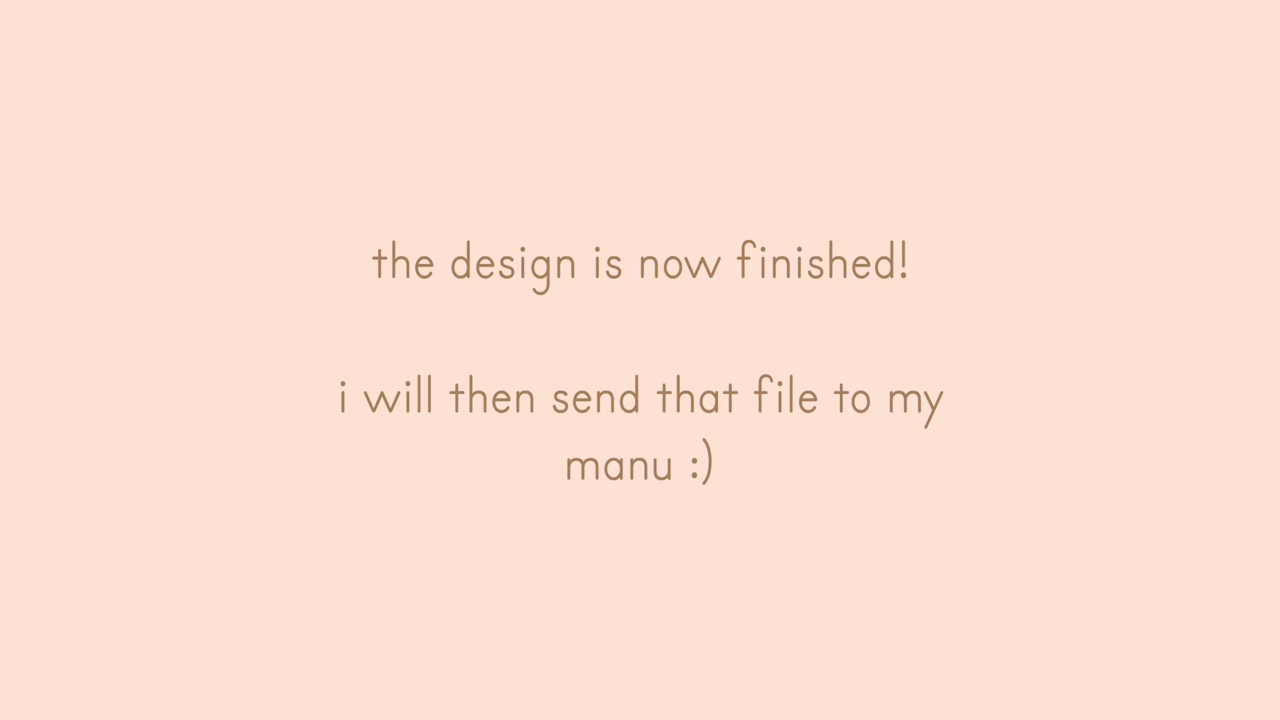 the design is now finished!
i will then send that file to my
manu :)